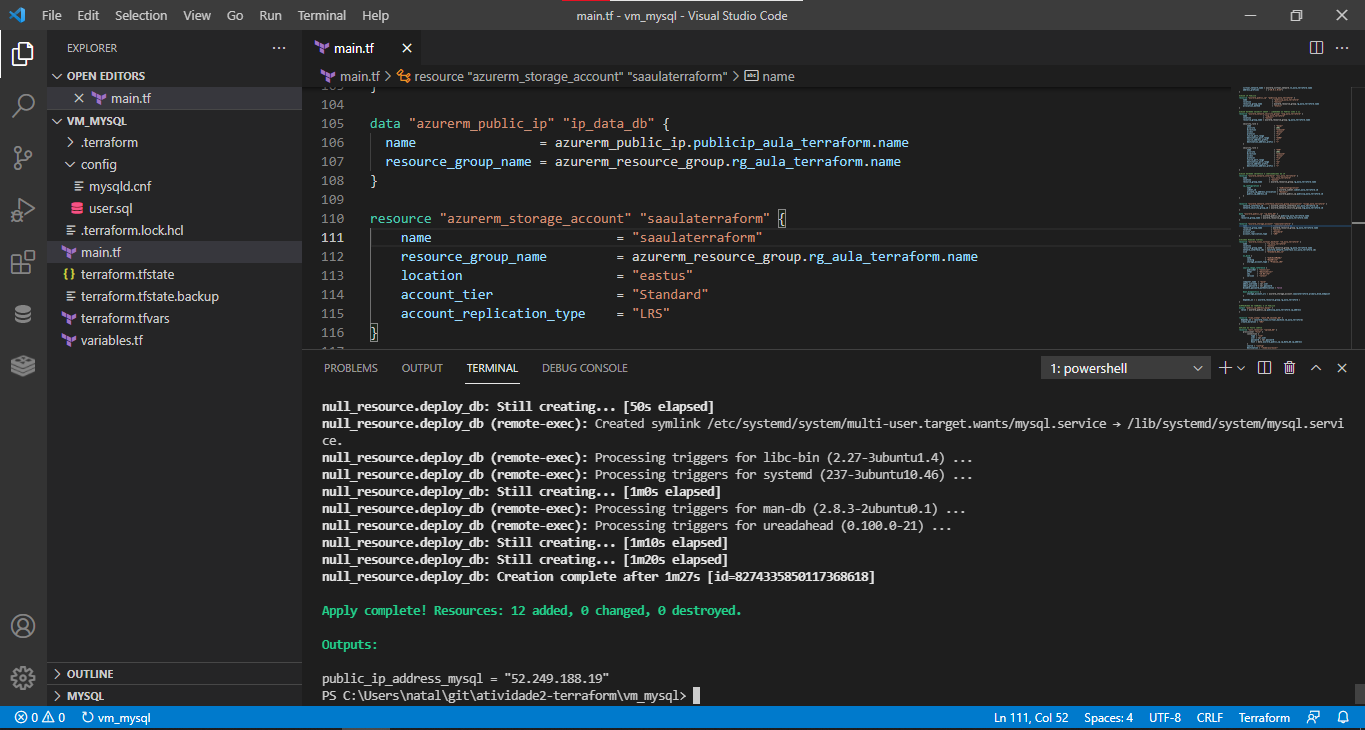 File Edit Selection View Go Run Terminal Help
main.tf - vm_mysql - Visual Studio Code
EXPLORER
OPEN EDITORS
main.tf
VM_MYSQL
.terraform
config
mysqld.cnf
user.sql
.terraform.lock.hcl
main.tf
terraform.tfstate
terraform.tfstate.backup
terraform.tfvars
variables.tf
OUTLINE
MYSQL
main.tf
main.tf > resource "azurerm_storage_account" "saaulaterraform" > name
103 }
104
105 data "azurerm_public_ip" "ip_data_db" {
106 name = azurerm_public_ip.publicip_aula_terraform.name
107 resource_group_name = azurerm_resource_group.rg_aula_terraform.name
108 }
109
110 resource "azurerm_storage_account" "saaulaterraform" {
111 name = "saaulaterraform"
112 resource_group_name = azurerm_resource_group.rg_aula_terraform.name
113 location = "eastus"
114 account_tier = "Standard"
115 account_replication_type = "LRS"
116 }
117
PROBLEMS OUTPUT TERMINAL DEBUG CONSOLE
1: powershell
null_resource.deploy_db: Still creating... [50s elapsed]
null_resource.deploy_db (remote-exec): Created symlink /etc/systemd/system/multi-user.target.wants/mysql.service → /lib/systemd/system/mysql.servi
ce.
null_resource.deploy_db (remote-exec): Processing triggers for libc-bin (2.27-3ubuntu1.4) ...
null_resource.deploy_db (remote-exec): Processing triggers for systemd (237-3ubuntu10.46) ...
null_resource.deploy_db: Still creating... [1m0s elapsed]
null_resource.deploy_db (remote-exec): Processing triggers for man-db (2.8.3-2ubuntu0.1) ...
null_resource.deploy_db (remote-exec): Processing triggers for ureadahead (0.100.0-21) ...
null_resource.deploy_db: Still creating... [1m10s elapsed]
null_resource.deploy_db: Still creating... [1m20s elapsed]
null_resource.deploy_db: Creation complete after 1m27s [id=8274335850117368618]
Apply complete! Resources: 12 added, 0 changed, 0 destroyed.
Outputs:
public_ip_address_mysql = "52.249.188.19"
PS C:\Users\natal\git\atividade2-terraform\vm_mysql>
0 0 vm_mysql
Ln 111, Col 52 Spaces: 4 UTF-8 CRLF Terraform